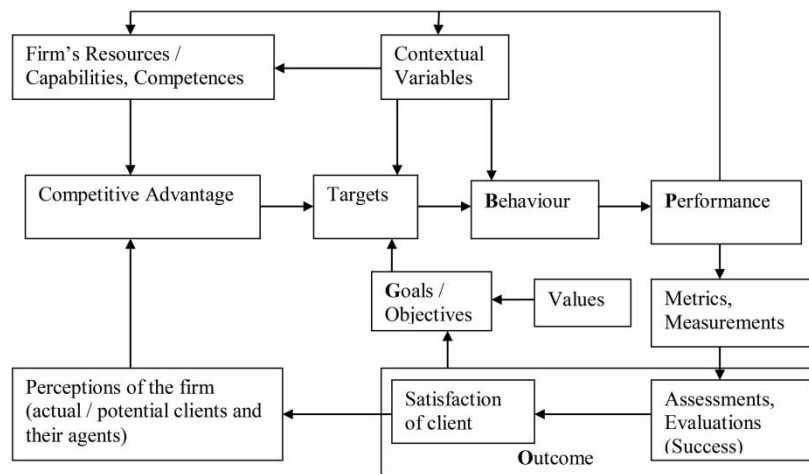 Firm's Resources /
Capabilities, Competences
Contextual
Variables
Competitive Advantage
Targets
Behaviour
Performance
Goals /
Objectives
Values
Metrics,
Measurements
Perceptions of the firm
(actual / potential clients and
their agents)
Satisfaction
of client
Assessments,
Evaluations
(Success)
Outcome